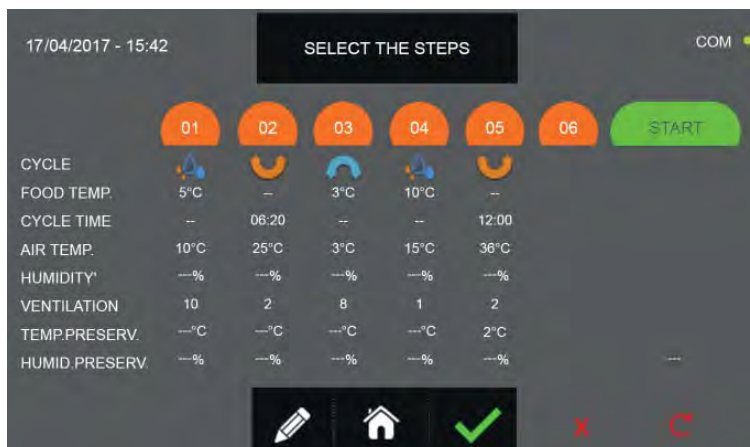 17/04/2017 - 15:42 SELECT THE STEPS COM
01 02 03 04 05 06 START
CYCLE
FOOD TEMP. 5°C -- 3°C 10°C --
CYCLE TIME -- 06:20 -- -- 12:00
AIR TEMP. 10°C 25°C 3°C 15°C 36°C
HUMIDITY' ---% ---% ---% ---% ---%
VENTILATION 10 2 8 1 2
TEMP.PRESERV. ---°C ---°C ---°C ---°C 2°C
HUMID.PRESERV. ---% ---% ---% ---% ---% ---
X